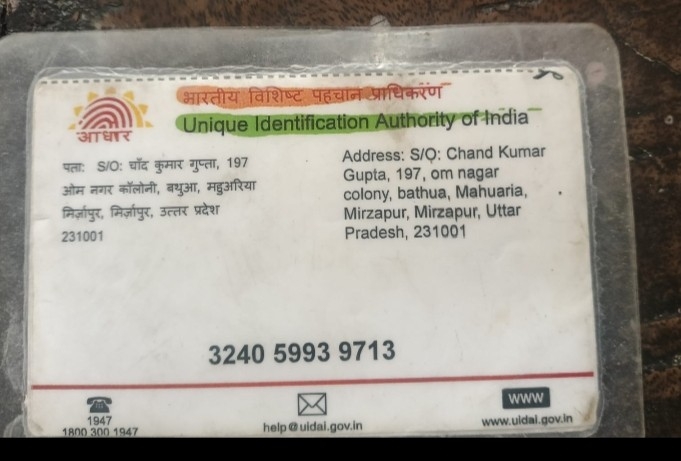 भारतीय विशिष्ट पहचान प्राधिकरण
Unique Identification Authority of India
आधार
पता: S/O: चाँद कुमार गुप्ता, 197
ओम नगर कॉलोनी, बथुआ, महुअरिया
मिर्ज़ापुर, मिर्ज़ापुर, उत्तर प्रदेश
231001
Address: S/O: Chand Kumar
Gupta, 197, om nagar
colony, bathua, Mahuaria,
Mirzapur, Mirzapur, Uttar
Pradesh, 231001
3240 5993 9713
1947
1800 300 1947
help@uidai.gov.in
WWW
www.uidai.gov.in